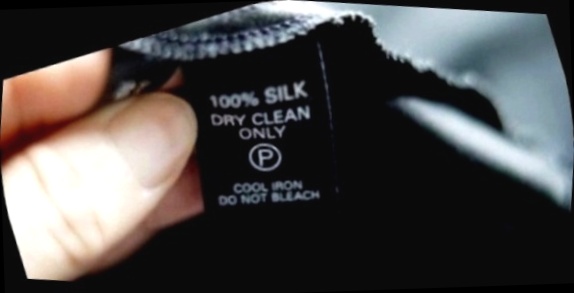 100% SILK
DRY CLEAN
ONLY
P
COOL IRON
DO NOT BLEACH